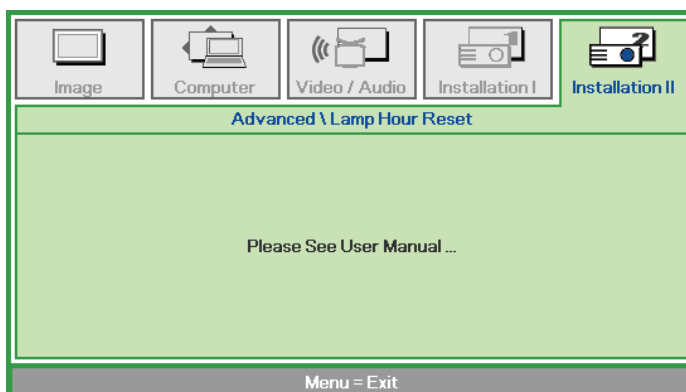 Image
Computer
Video / Audio
Installation I
Installation II
Advanced \ Lamp Hour Reset
Please See User Manual ...
Menu = Exit